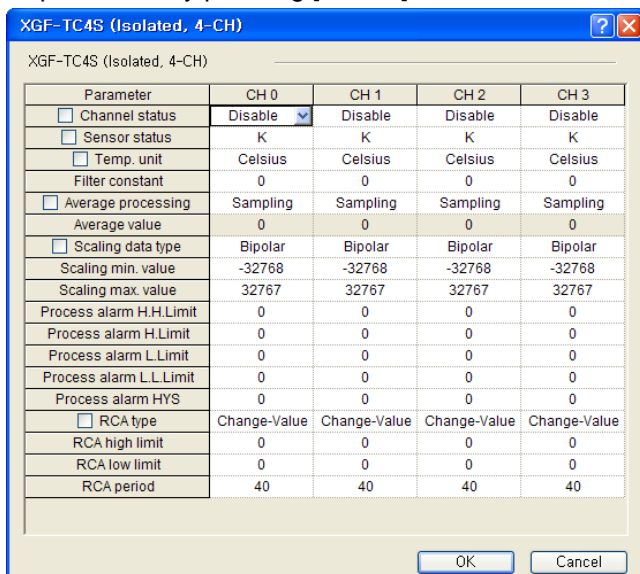 XGF-TC4S (Isolated, 4-CH)
XGF-TC4S (Isolated, 4-CH)
Parameter CH 0 CH 1 CH 2 CH 3
Channel status Disable Disable Disable Disable
Sensor status K K K K
Temp. unit Celsius Celsius Celsius Celsius
Filter constant 0 0 0 0
Average processing Sampling Sampling Sampling Sampling
Average value 0 0 0 0
Scaling data type Bipolar Bipolar Bipolar Bipolar
Scaling min. value -32768 -32768 -32768 -32768
Scaling max. value 32767 32767 32767 32767
Process alarm H.H.Limit 0 0 0 0
Process alarm H.Limit 0 0 0 0
Process alarm L.Limit 0 0 0 0
Process alarm L.L.Limit 0 0 0 0
Process alarm HYS 0 0 0 0
RCA type Change-Value Change-Value Change-Value Change-Value
RCA high limit 0 0 0 0
RCA low limit 0 0 0 0
RCA period 40 40 40 40
OK Cancel